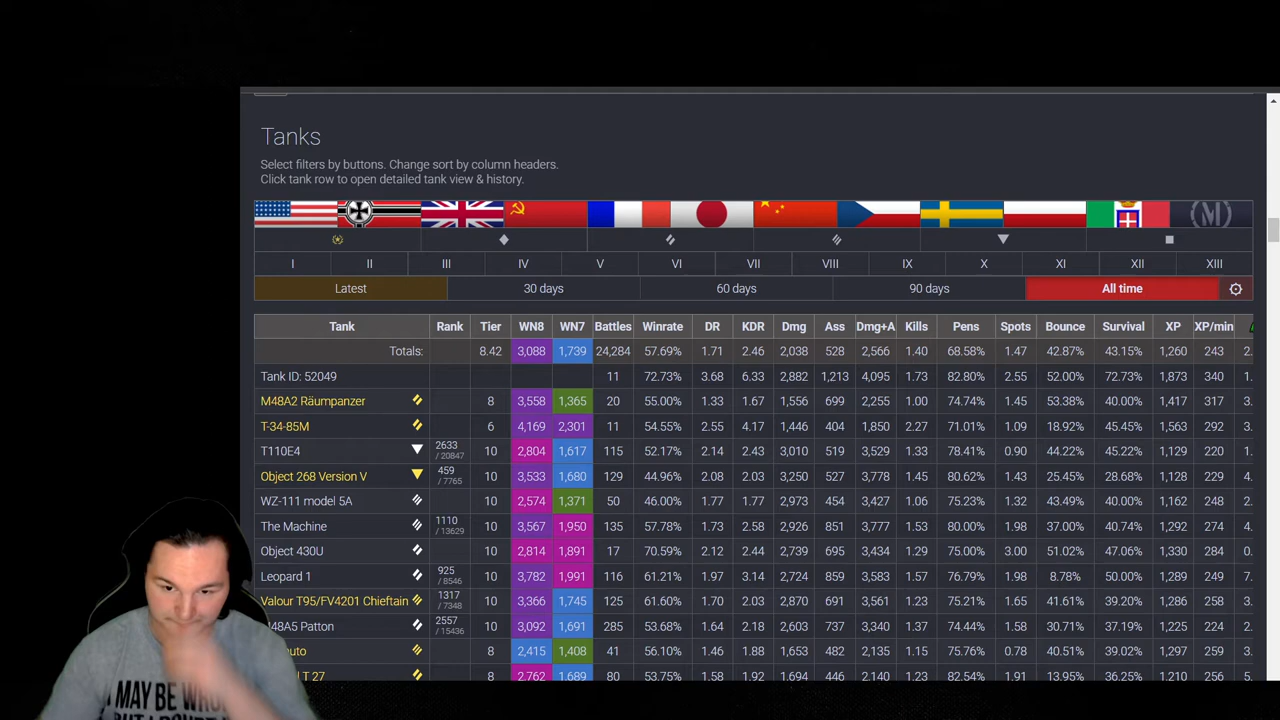 Tanks
Select filters by buttons. Change sort by column headers.
Click tank row to open detailed tank view & history.
I II III IV V VI VII VIII IX X XI XII XIII
Latest 30 days 60 days 90 days All time
Tank Rank Tier WN8 WN7 Battles Winrate DR KDR Dmg Ass Dmg+A Kills Pens Spots Bounce Survival XP XP/min
Totals: 8.42 3,088 1,739 24,284 57.69% 1.71 2.46 2,038 528 2,566 1.40 68.58% 1.47 42.87% 43.15% 1,260 243 2.
Tank ID: 52049 11 72.73% 3.68 6.33 2,882 1,213 4,095 1.73 82.80% 2.55 52.00% 72.73% 1,873 340 1.
M48A2 Räumpanzer 8 3,558 1,365 20 55.00% 1.33 1.67 1,556 699 2,255 1.00 74.74% 1.45 53.38% 40.00% 1,417 317 3.
T-34-85M 6 4,169 2,301 11 54.55% 2.55 4.17 1,446 404 1,850 2.27 71.01% 1.09 18.92% 45.45% 1,563 292 3.
T110E4 2633 / 20847 10 2,804 1,617 115 52.17% 2.14 2.43 3,010 519 3,529 1.33 78.41% 0.90 44.22% 45.22% 1,129 220 1.
Object 268 Version V 459 / 7765 10 3,533 1,680 129 44.96% 2.08 2.03 3,250 527 3,778 1.45 80.62% 1.43 25.45% 28.68% 1,128 229 1.
WZ-111 model 5A 10 2,574 1,371 50 46.00% 1.77 1.77 2,973 454 3,427 1.06 75.23% 1.32 43.49% 40.00% 1,162 248 2.
The Machine 1110 / 13629 10 3,567 1,950 135 57.78% 1.73 2.58 2,926 851 3,777 1.53 80.00% 1.98 37.00% 40.74% 1,292 274 4.
Object 430U 10 2,814 1,891 17 70.59% 2.12 2.44 2,739 695 3,434 1.29 75.00% 3.00 51.02% 47.06% 1,330 284 0.
Leopard 1 925 / 8546 10 3,782 1,991 116 61.21% 1.97 3.14 2,724 859 3,583 1.57 76.79% 1.98 8.78% 50.00% 1,289 249 7.
Valour T95/FV4201 Chieftain 1317 / 7348 10 3,366 1,745 125 61.60% 1.70 2.03 2,870 691 3,561 1.23 75.21% 1.65 41.61% 39.20% 1,286 258 3.
M48A5 Patton 2557 / 15436 10 3,092 1,691 285 53.68% 1.64 2.18 2,603 737 3,340 1.37 74.44% 1.58 30.71% 37.19% 1,225 224 2.
8 2,415 1,408 41 56.10% 1.46 1.88 1,653 482 2,135 1.15 75.76% 0.78 40.51% 39.02% 1,297 259 3.
T 27 8 2,762 1,689 80 53.75% 1.58 1.92 1,694 446 2,140 1.23 82.54% 1.91 13.95% 36.25% 1,210 256 1.
I MAY BE WRO
BUT I DOUBT